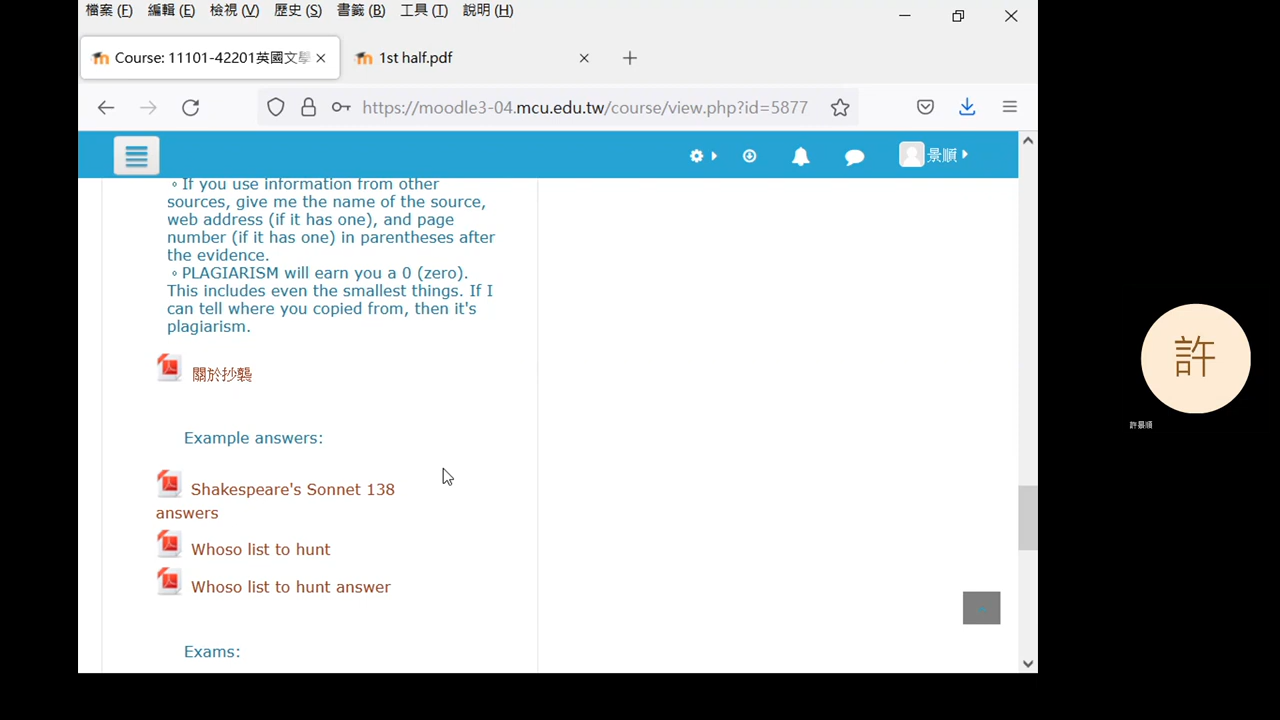 檔案 (F) 編輯 (E) 檢視 (V) 歷史 (S) 書籤 (B) 工具 (T) 說明 (H)
Course: 11101-42201英國文學
1st half.pdf
https://moodle3-04.mcu.edu.tw/course/view.php?id=5877
景順
◦ If you use information from other
sources, give me the name of the source,
web address (if it has one), and page
number (if it has one) in parentheses after
the evidence.
◦ PLAGIARISM will earn you a 0 (zero).
This includes even the smallest things. If I
can tell where you copied from, then it's
plagiarism.
關於抄襲
Example answers:
Shakespeare's Sonnet 138
answers
Whoso list to hunt
Whoso list to hunt answer
Exams:
許
許景順